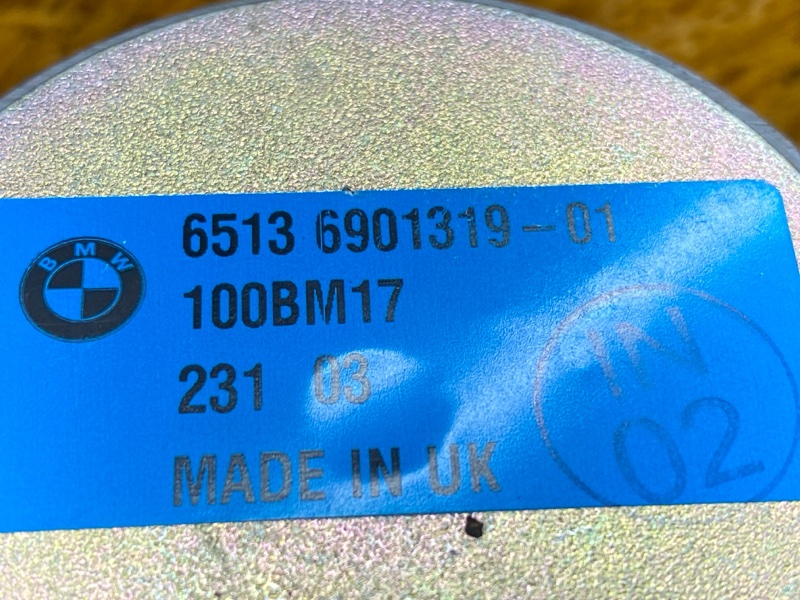 BMW
6513 6901319-01
100BM17
231 03
MADE IN UK
IN
02